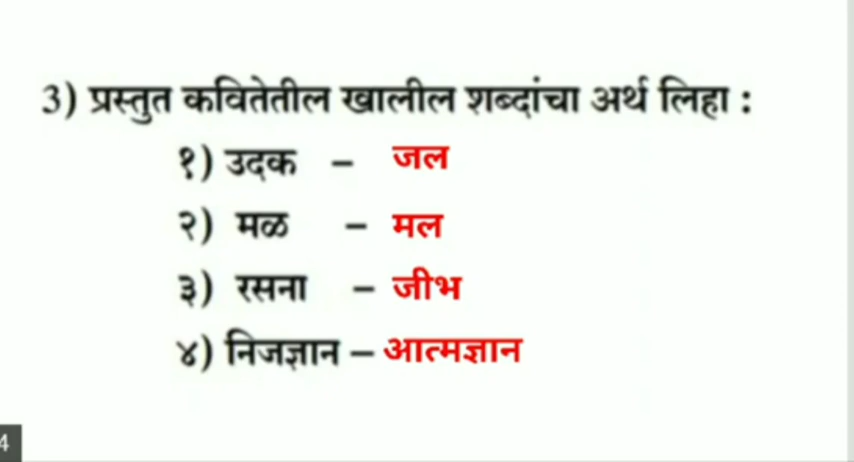 3) प्रस्तुत कवितेतील खालील शब्दांचा अर्थ लिहा :
१) उदक – जल
२) मळ – मल
३) रसना – जीभ
४) निजज्ञान – आत्मज्ञान
4